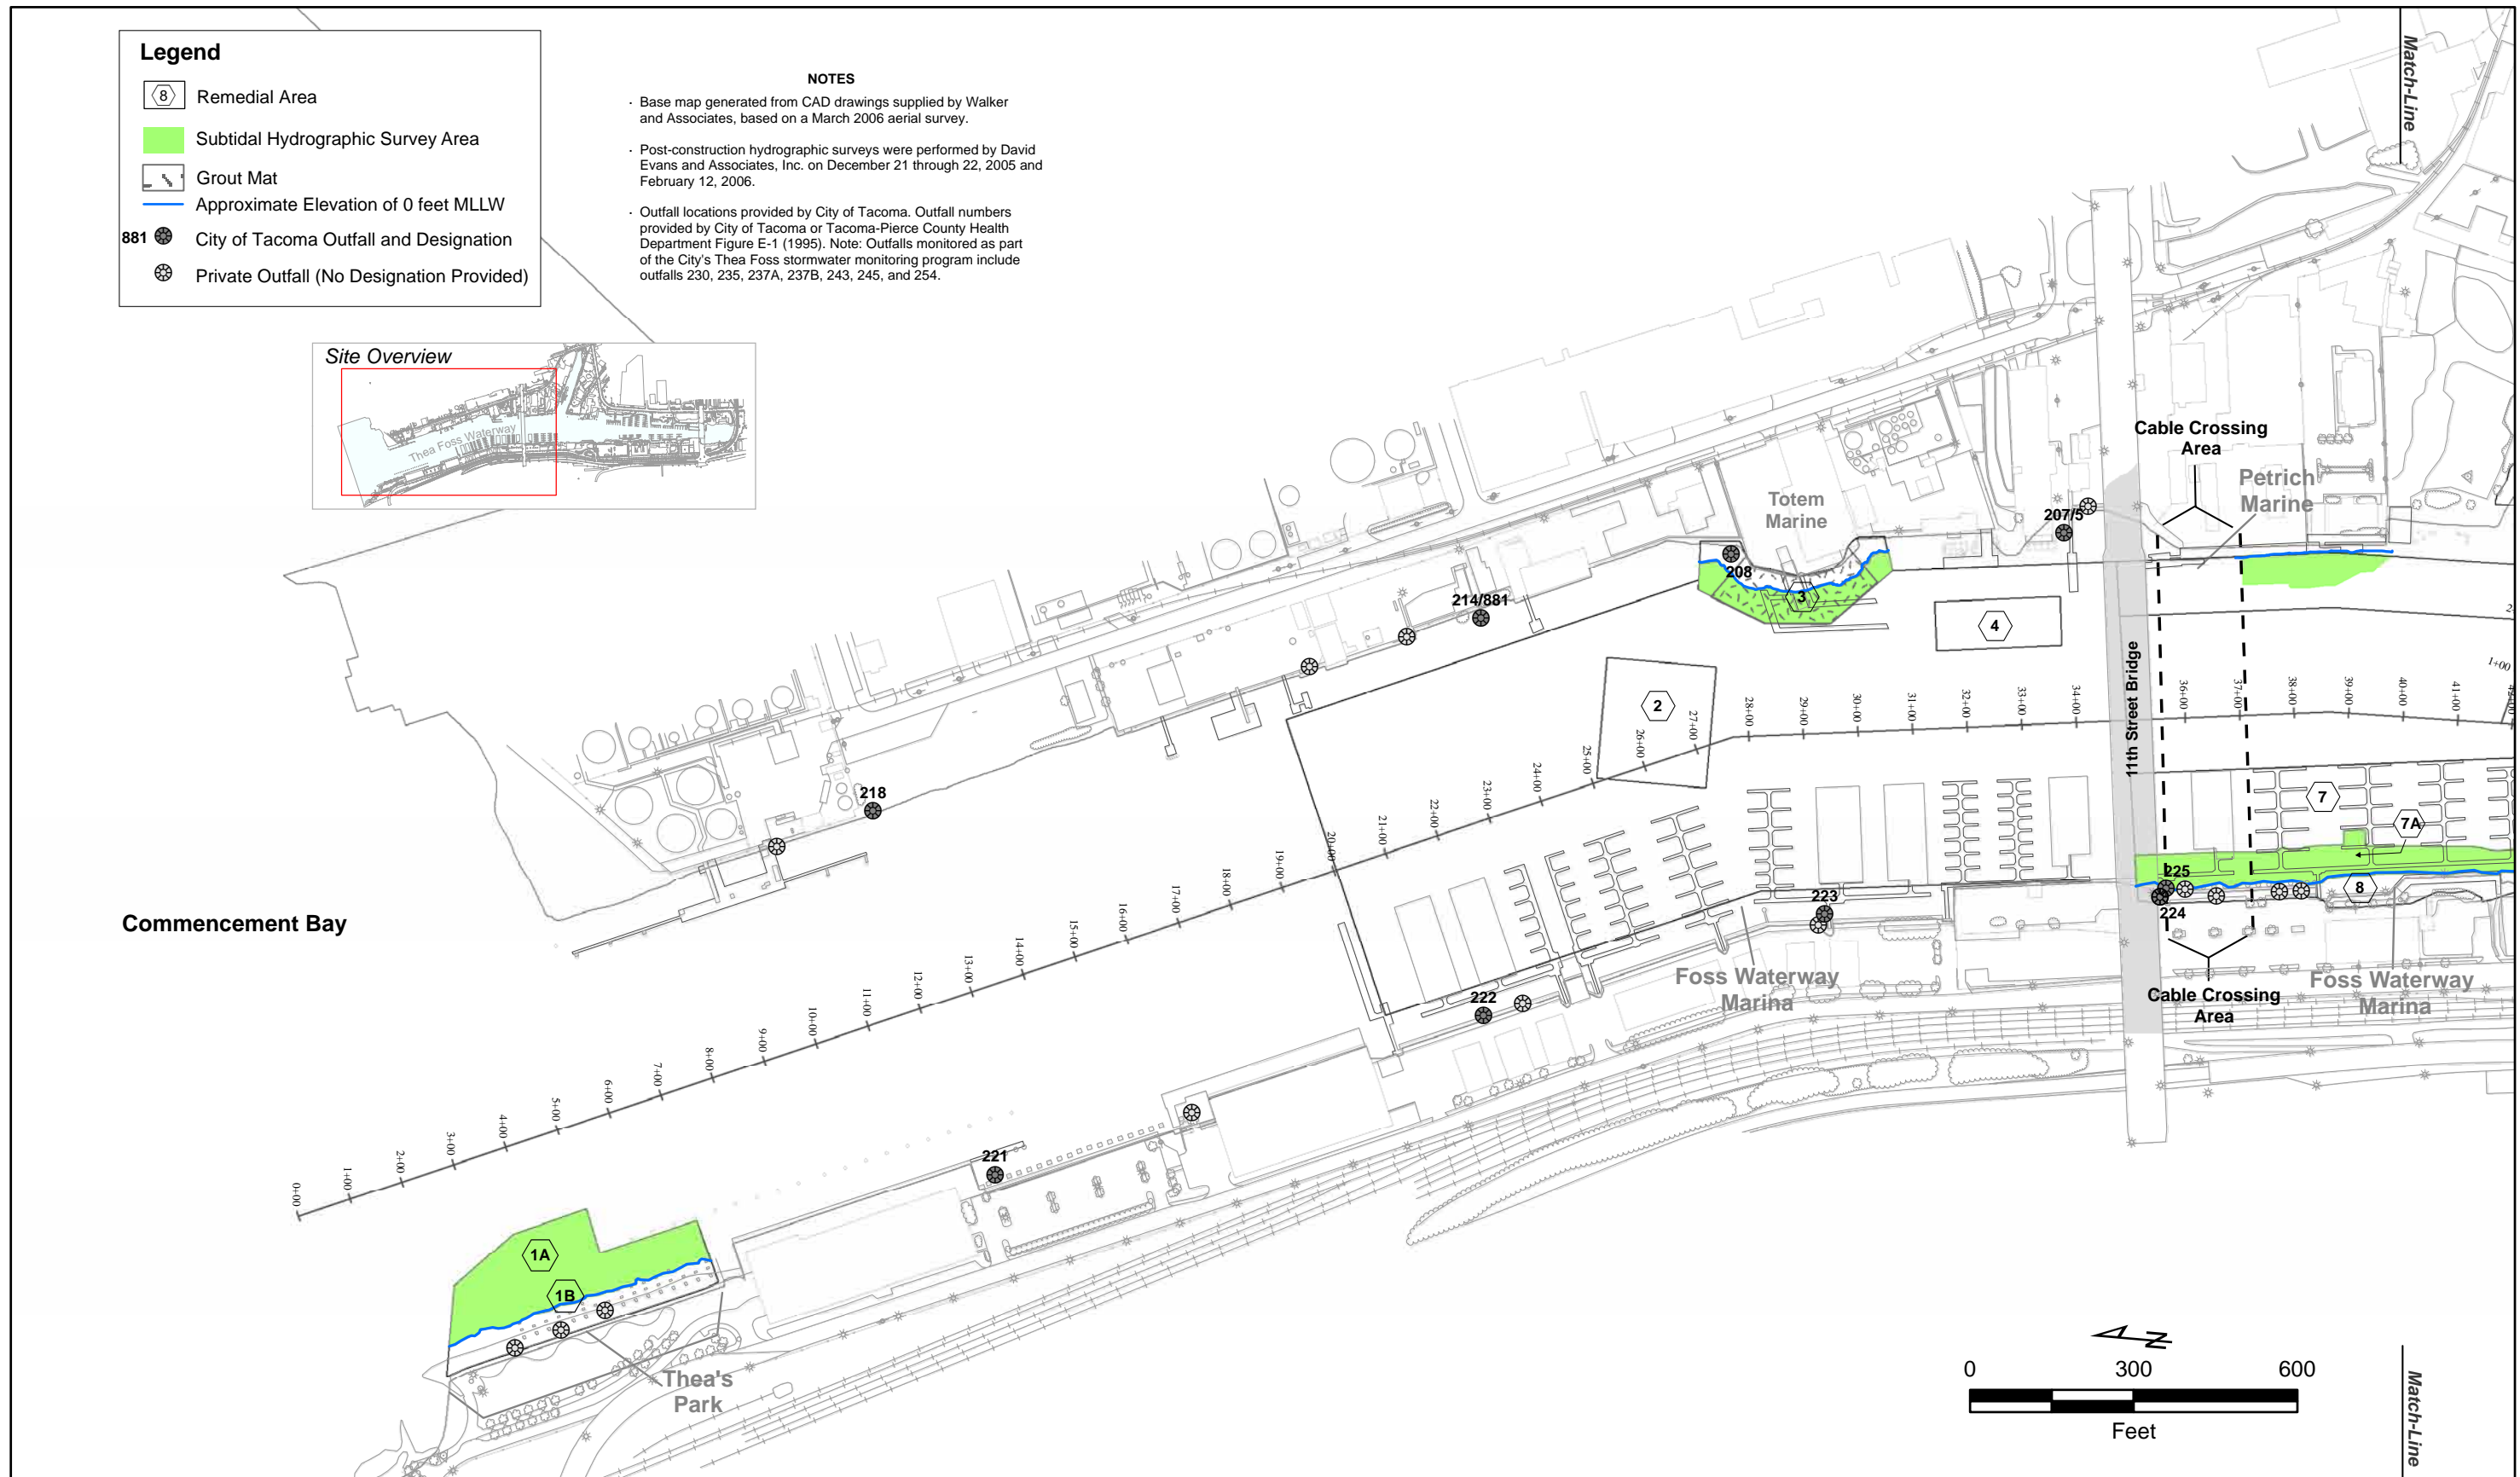 Legend
8 Remedial Area
Subtidal Hydrographic Survey Area
Grout Mat
Approximate Elevation of 0 feet MLLW
881 City of Tacoma Outfall and Designation
Private Outfall (No Designation Provided)
NOTES
· Base map generated from CAD drawings supplied by Walker
and Associates, based on a March 2006 aerial survey.
· Post-construction hydrographic surveys were performed by David
Evans and Associates, Inc. on December 21 through 22, 2005 and
February 12, 2006.
· Outfall locations provided by City of Tacoma. Outfall numbers
provided by City of Tacoma or Tacoma-Pierce County Health
Department Figure E-1 (1995). Note: Outfalls monitored as part
of the City's Thea Foss stormwater monitoring program include
outfalls 230, 235, 237A, 237B, 243, 245, and 254.
Match-Line
Site Overview
Thea Foss Waterway
Cable Crossing
Area
Petrich
Marine
Totem
Marine
207/5
208
214/881
3
4
2
11th Street Bridge
1+00
218
7
7A
225
8
224
223
Commencement Bay
Foss Waterway
Marina
222
Cable Crossing
Area
Foss Waterway
Marina
221
0+00
1+00
2+00
3+00
4+00
5+00
6+00
7+00
8+00
9+00
10+00
11+00
12+00
13+00
14+00
15+00
16+00
17+00
18+00
19+00
20+00
21+00
22+00
23+00
24+00
25+00
26+00
27+00
28+00
29+00
30+00
31+00
32+00
33+00
34+00
36+00
37+00
38+00
39+00
40+00
41+00
1A
1B
Thea's
Park
N
0 300 600
Feet
Match-Line